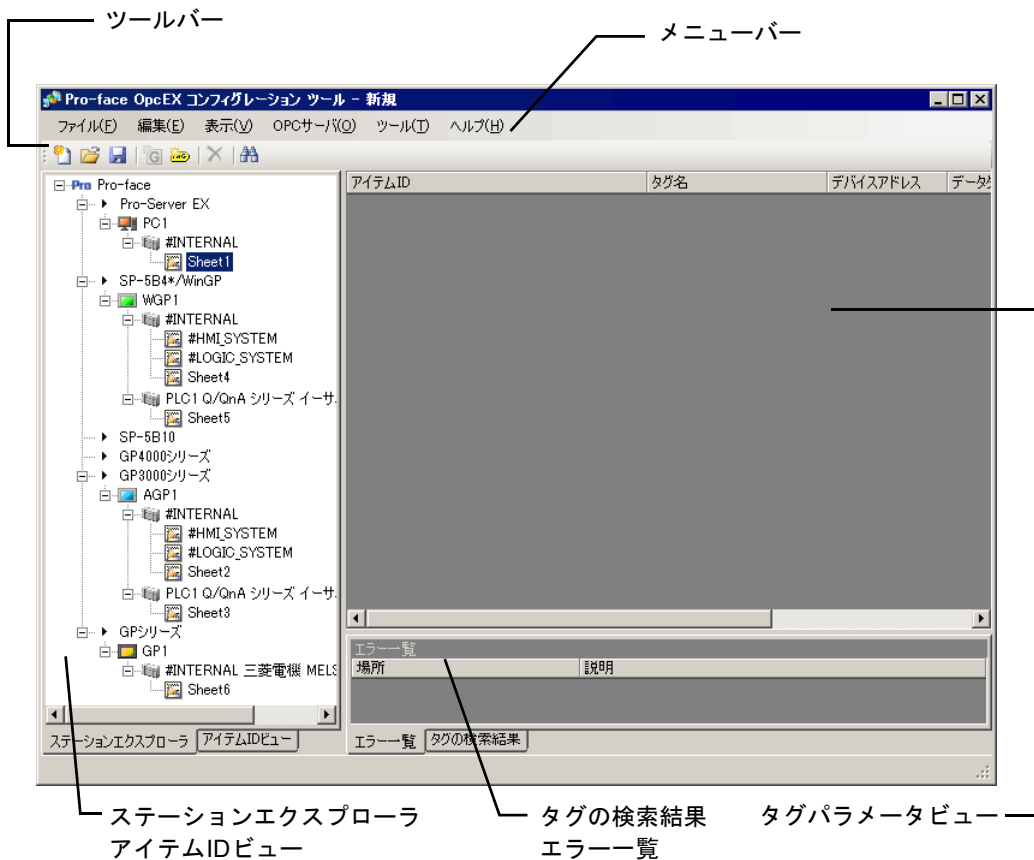 ツールバー
メニューバー
Pro-face OpcEX コンフィグレーション ツール - 新規
ファイル(F) 編集(E) 表示(V) OPCサーバ(O) ツール(T) ヘルプ(H)
Pro Pro-face
Pro-Server EX
PC1
#INTERNAL
Sheet1
SP-5B4*/WinGP
WGP1
#INTERNAL
#HMI_SYSTEM
#LOGIC_SYSTEM
Sheet4
PLC1 Q/QnA シリーズ イーサ
Sheet5
SP-5B10
GP4000シリーズ
GP3000シリーズ
AGP1
#INTERNAL
#HMI_SYSTEM
#LOGIC_SYSTEM
Sheet2
PLC1 Q/QnA シリーズ イーサ
Sheet3
GPシリーズ
GP1
#INTERNAL 三菱電機 MELS
Sheet6
ステーションエクスプローラ アイテムIDビュー
アイテムID タグ名 デバイスアドレス データ
エラー一覧
場所 説明
エラー一覧 タグの検索結果
ステーションエクスプローラ
アイテムIDビュー
タグの検索結果
エラー一覧
タグパラメータビュー